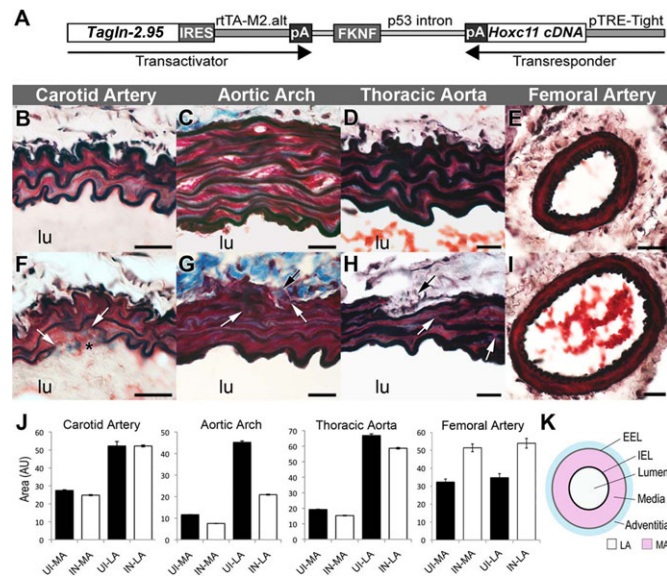 A
rtTA-M2.alt p53 intron pTRE-Tight
Tagln-2.95 IRES pA FKNF pA Hoxc11 cDNA
Transactivator Transresponder
Carotid Artery Aortic Arch Thoracic Aorta Femoral Artery
B C D E
lu
F G H I
*
lu lu lu
J Carotid Artery Aortic Arch Thoracic Aorta Femoral Artery K
Area (AU)
60 50 40 30 20 10 0
50 40 30 20 10 0
70 60 50 40 30 20 10 0
60 50 40 30 20 10 0
UI-MA IN-MA UI-LA IN-LA
UI-MA IN-MA UI-LA IN-LA
UI-MA IN-MA UI-LA IN-LA
UI-MA IN-MA UI-LA IN-LA
EEL
IEL
Lumen
Media
Adventitia
LA MA